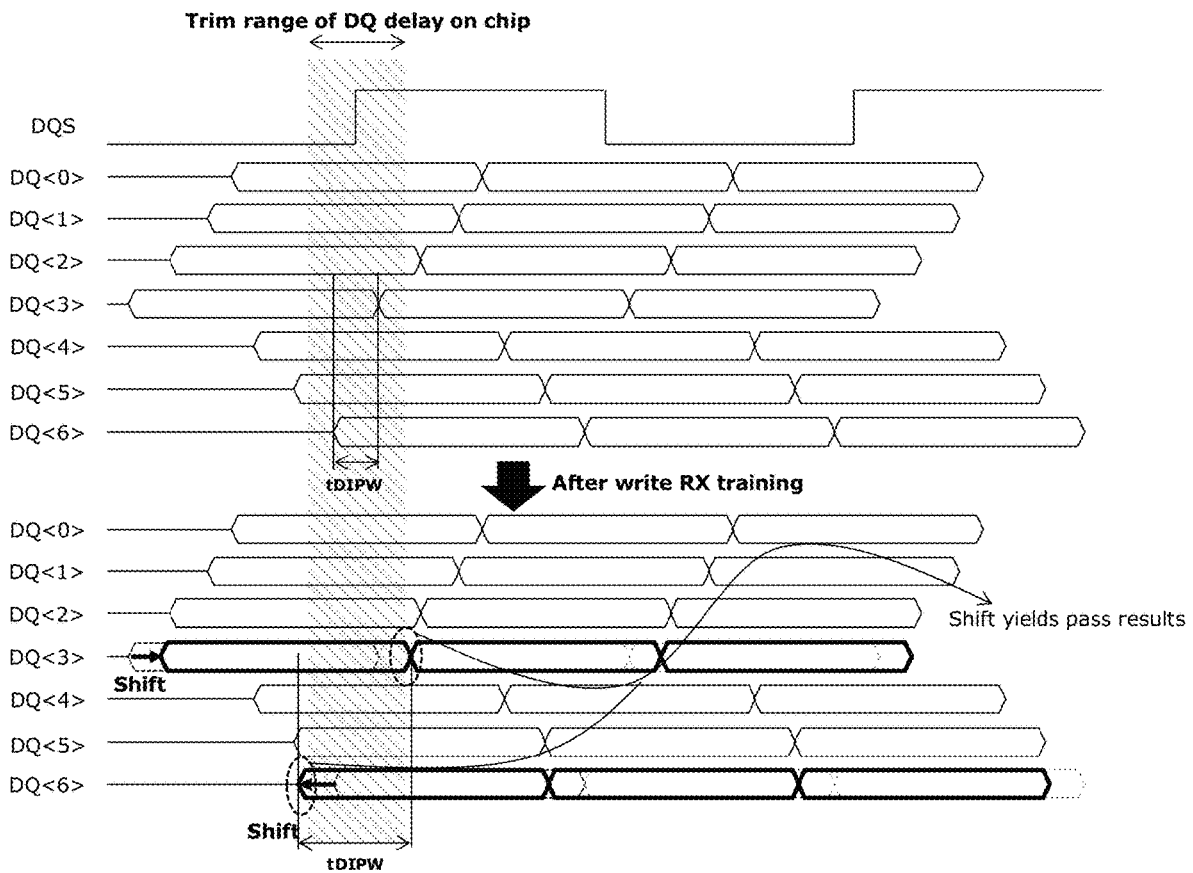 Trim range of DQ delay on chip
DQS
DQ<0>
DQ<1>
DQ<2>
DQ<3>
DQ<4>
DQ<5>
DQ<6>
tDIPW
After write RX training
DQ<0>
DQ<1>
DQ<2>
Shift yields pass results
DQ<3>
Shift
DQ<4>
DQ<5>
DQ<6>
Shift
tDIPW